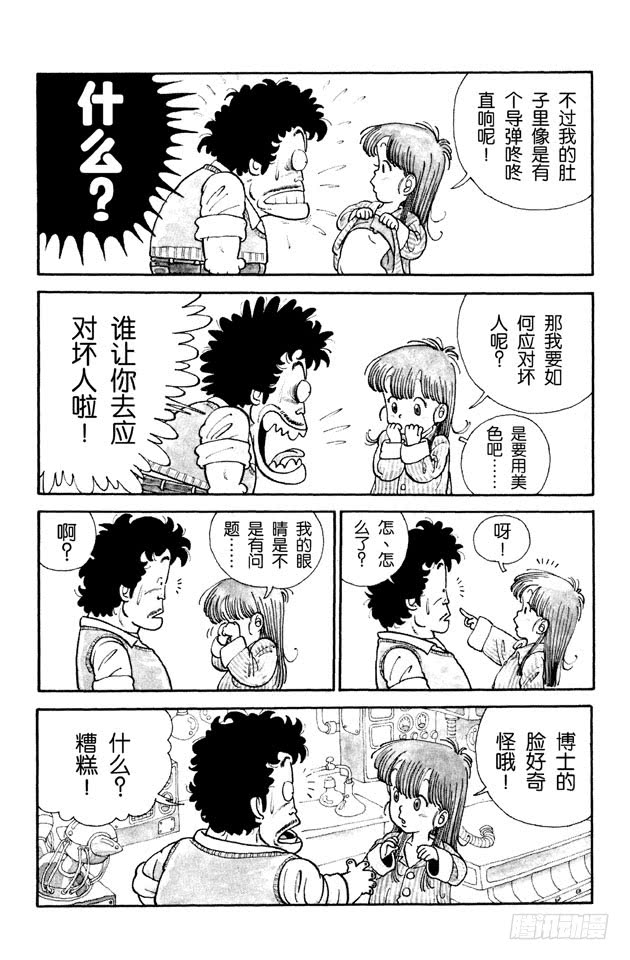 不过我的肚
子里像是有
个导弹咚咚
直响呢！
什么？
那我要如
何应对坏
人呢？
是要用美
色吧……
谁让你去应
对坏人啦！
呀！
怎、怎
么了？
我的眼
睛是不
是有问
题……
啊？
博士的
脸好奇
怪哦！
什么？
糟糕！
腾讯动漫